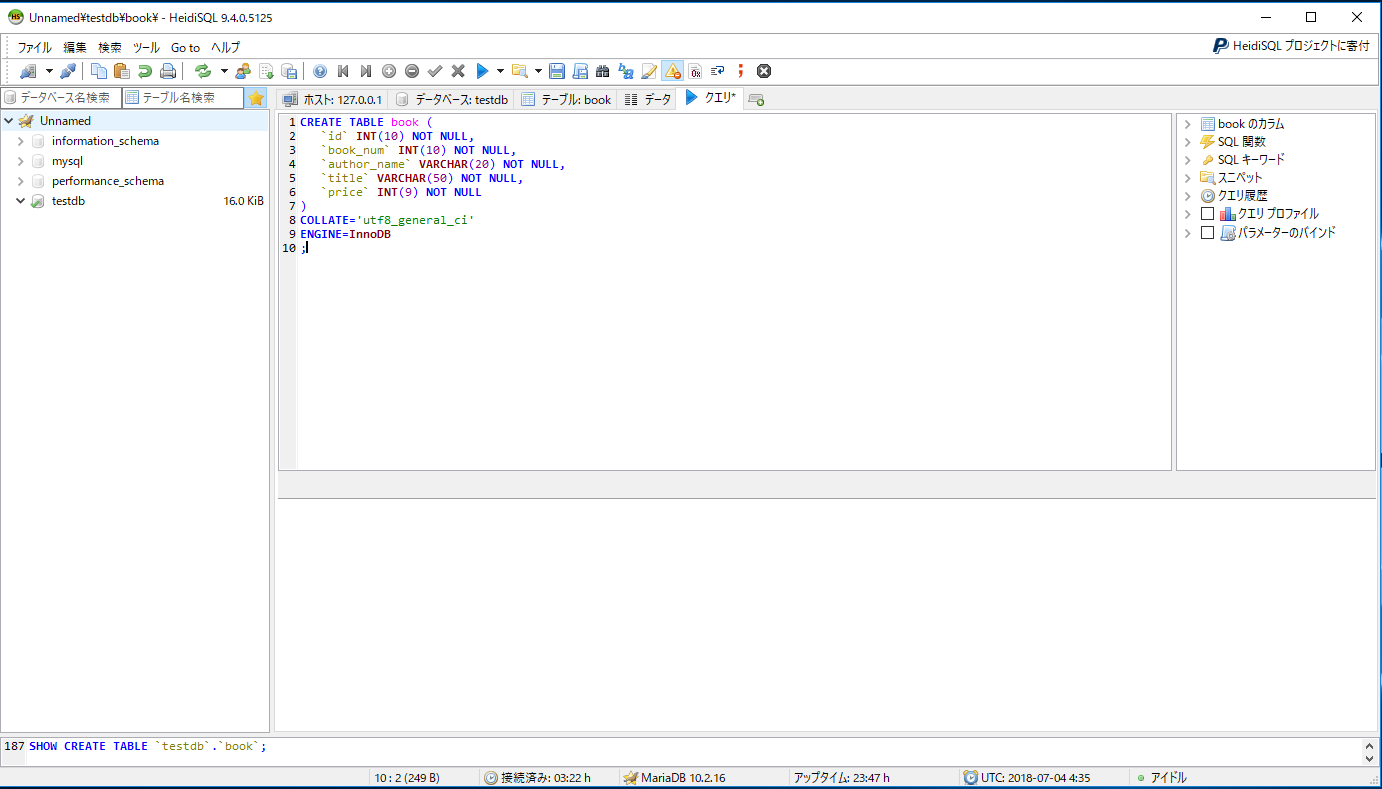 Unnamed¥testdb¥book¥ - HeidiSQL 9.4.0.5125
ファイル 編集 検索 ツール Go to ヘルプ
HeidiSQL プロジェクトに寄付
データベース名検索 テーブル名検索
ホスト: 127.0.0.1 データベース: testdb テーブル: book データ クエリ*
Unnamed
information_schema
mysql
performance_schema
testdb 16.0 KiB
1 CREATE TABLE book (
2 `id` INT(10) NOT NULL,
3 `book_num` INT(10) NOT NULL,
4 `author_name` VARCHAR(20) NOT NULL,
5 `title` VARCHAR(50) NOT NULL,
6 `price` INT(9) NOT NULL
7 )
8 COLLATE='utf8_general_ci'
9 ENGINE=InnoDB
10 ;
book のカラム
SQL 関数
SQL キーワード
スニペット
クエリ履歴
クエリ プロファイル
パラメーターのバインド
187 SHOW CREATE TABLE `testdb`.`book`;
10 : 2 (249 B) 接続済み: 03:22 h MariaDB 10.2.16 アップタイム: 23:47 h UTC: 2018-07-04 4:35 アイドル